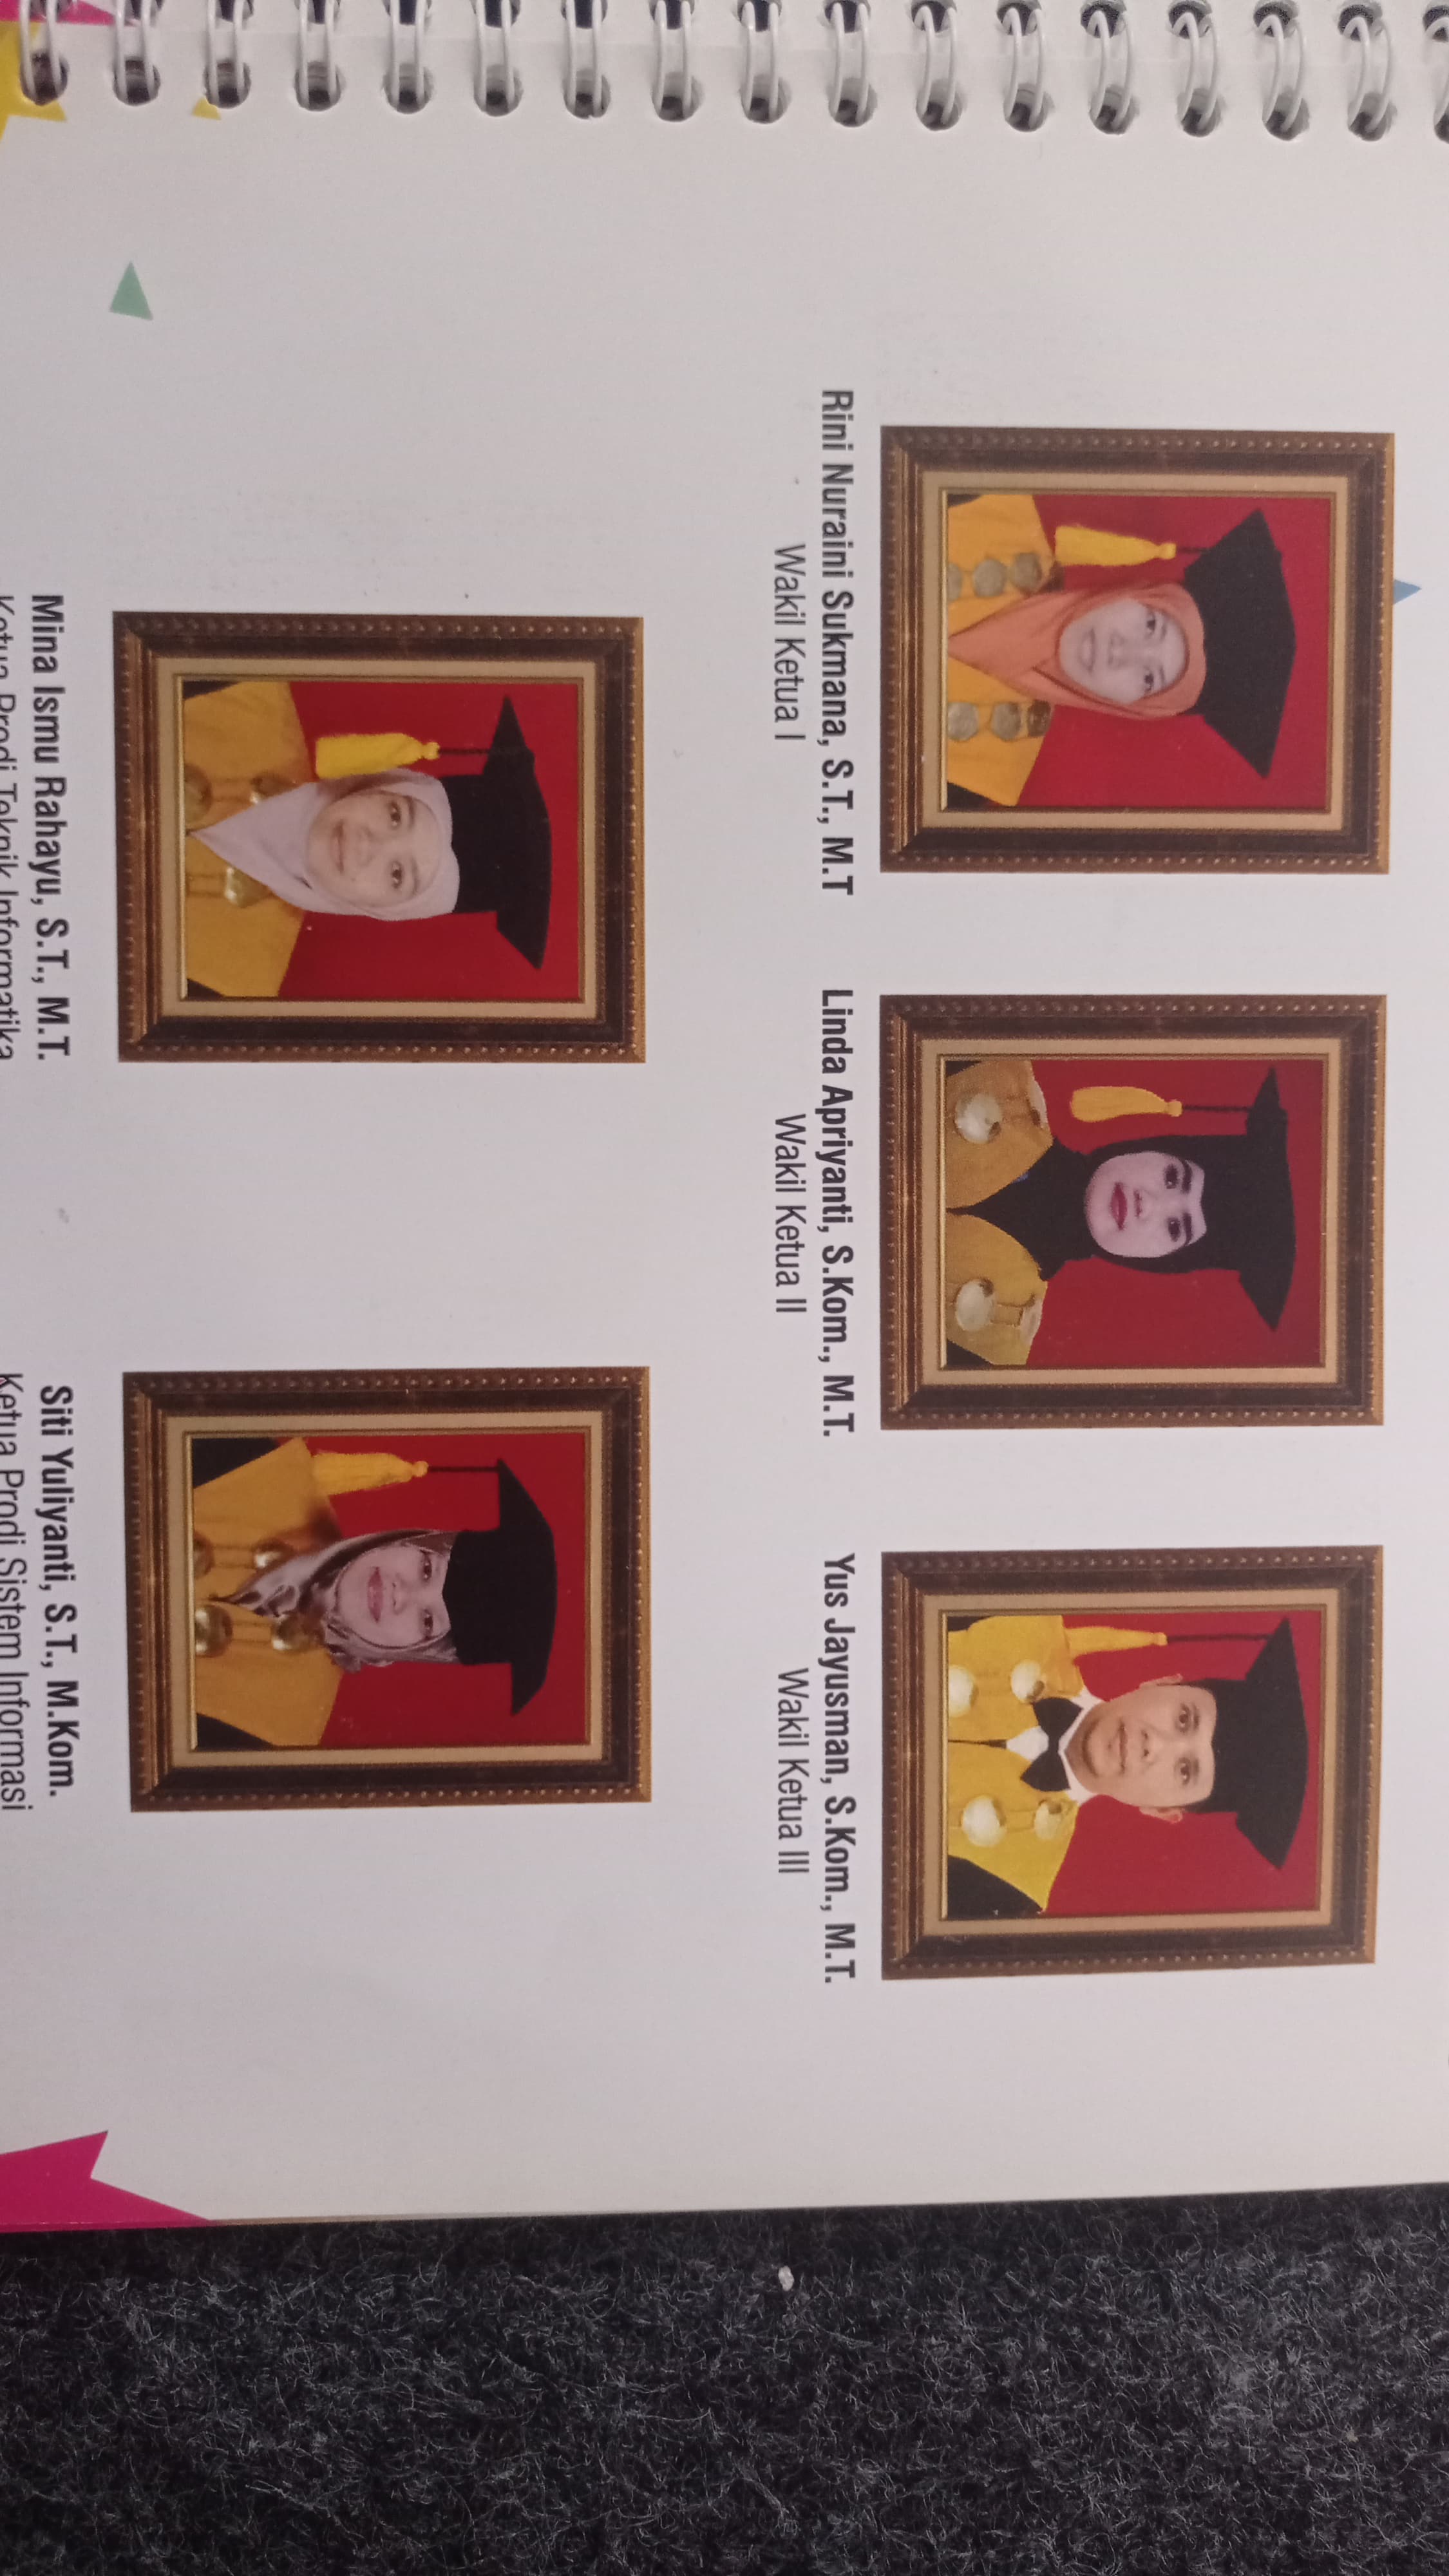 Rini Nuraini Sukmana, S.T., M.T
Wakil Ketua I
Linda Apriyanti, S.Kom., M.T.
Wakil Ketua II
Yus Jayusman, S.Kom., M.T.
Wakil Ketua III
Mina Ismu Rahayu, S.T., M.T.
Ketua Prodi Teknik Informatika
Siti Yuliyanti, S.T., M.Kom.
Ketua Prodi Sistem Informasi